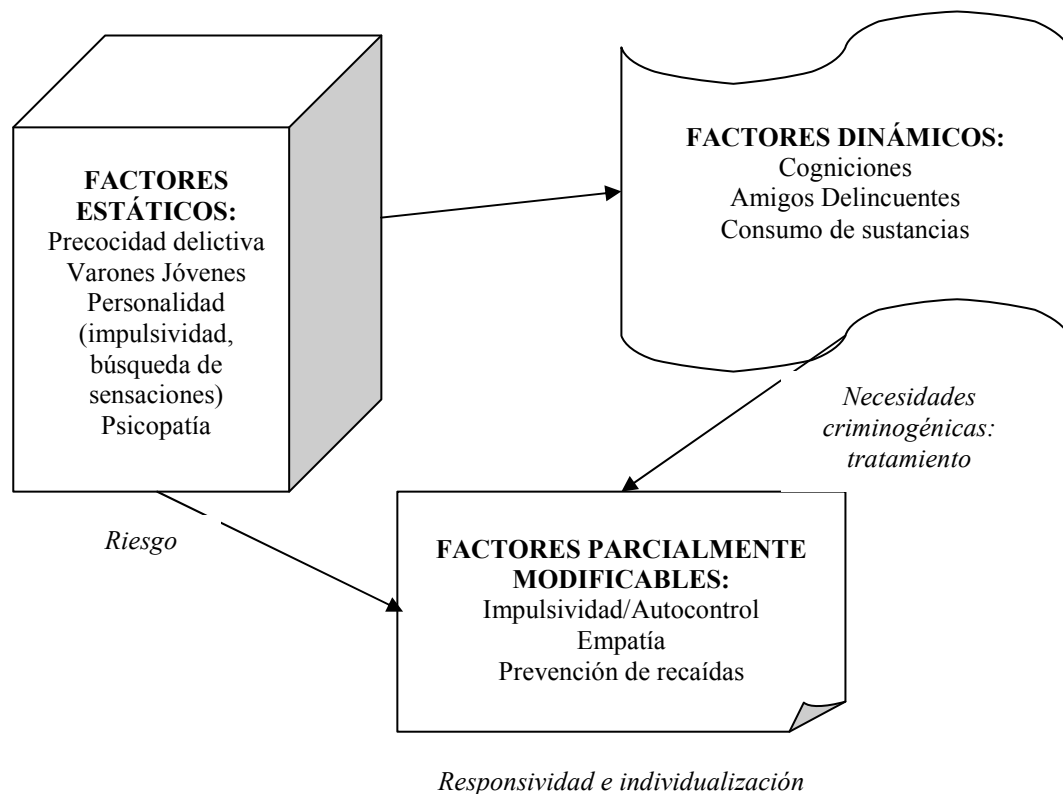 FACTORES
ESTÁTICOS:
Precocidad delictiva
Varones Jóvenes
Personalidad
(impulsividad,
búsqueda de
sensaciones)
Psicopatía
Riesgo
FACTORES DINÁMICOS:
Cogniciones
Amigos Delincuentes
Consumo de sustancias
Necesidades
criminogénicas:
tratamiento
FACTORES PARCIALMENTE
MODIFICABLES:
Impulsividad/Autocontrol
Empatía
Prevención de recaídas
Responsividad e individualización